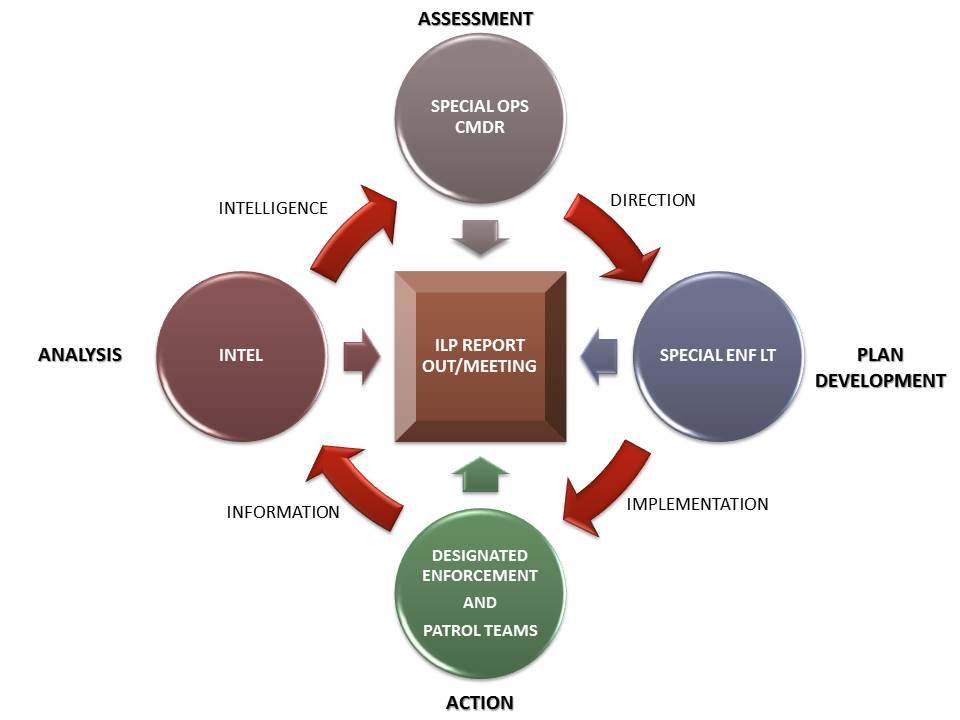 ASSESSMENT
SPECIAL OPS
CMDR
INTELLIGENCE
DIRECTION
ANALYSIS
INTEL
ILP REPORT
OUT/MEETING
SPECIAL ENF LT
PLAN
DEVELOPMENT
INFORMATION
IMPLEMENTATION
DESIGNATED
ENFORCEMENT
AND
PATROL TEAMS
ACTION